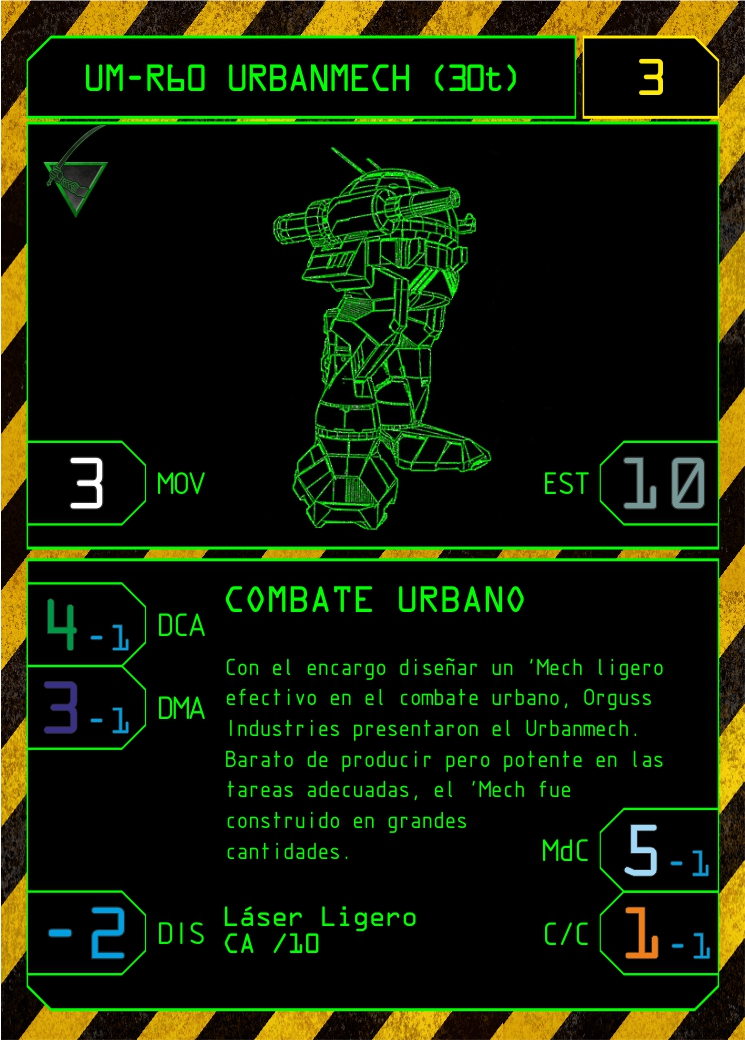 UM-R60 URBANMECH (30t)
3
3 MOV
EST 10
4 -1 DCA
COMBATE URBANO
3 -1 DMA
Con el encargo diseñar un 'Mech ligero
efectivo en el combate urbano, Orguss
Industries presentaron el Urbanmech.
Barato de producir pero potente en las
tareas adecuadas, el 'Mech fue
construido en grandes
cantidades.
MdC 5 -1
-2 DIS
Láser Ligero
CA /10
C/C 1 -1